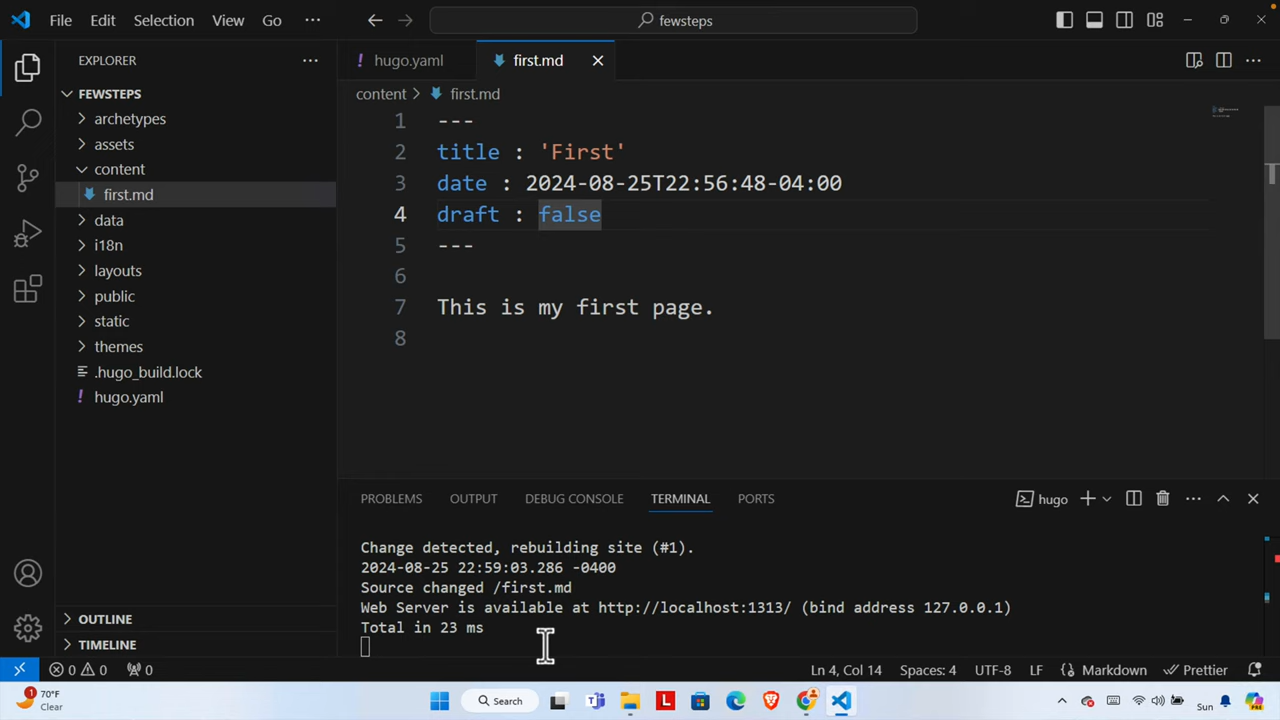 File Edit Selection View Go ··· fewsteps
EXPLORER ···
FEWSTEPS
archetypes
assets
content
first.md
data
i18n
layouts
public
static
themes
.hugo_build.lock
! hugo.yaml
OUTLINE
TIMELINE
! hugo.yaml first.md
content > first.md
1 ---
2 title : 'First'
3 date : 2024-08-25T22:56:48-04:00
4 draft : false
5 ---
6
7 This is my first page.
8
PROBLEMS OUTPUT DEBUG CONSOLE TERMINAL PORTS hugo
Change detected, rebuilding site (#1).
2024-08-25 22:59:03.286 -0400
Source changed /first.md
Web Server is available at http://localhost:1313/ (bind address 127.0.0.1)
Total in 23 ms
0 0 0 Ln 4, Col 14 Spaces: 4 UTF-8 LF Markdown Prettier
1 70°F
Clear
Search
L
Sun